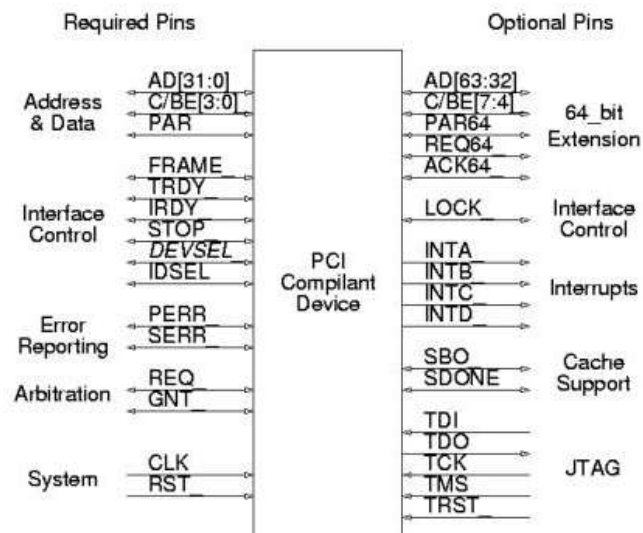 Required Pins
Optional Pins
AD[31:0]
C/BE[3:0]
PAR
Address
& Data
FRAME_
TRDY_
IRDY_
STOP_
DEVSEL_
IDSEL
Interface
Control
PERR_
SERR_
Error
Reporting
REQ_
GNT_
Arbitration
CLK
RST_
System
PCI
Compilant
Device
AD[63:32]
C/BE[7:4]
PAR64
REQ64_
ACK64_
64_bit
Extension
LOCK_
Interface
Control
INTA_
INTB_
INTC_
INTD_
Interrupts
SBO_
SDONE
Cache
Support
TDI
TDO
TCK
TMS
TRST_
JTAG